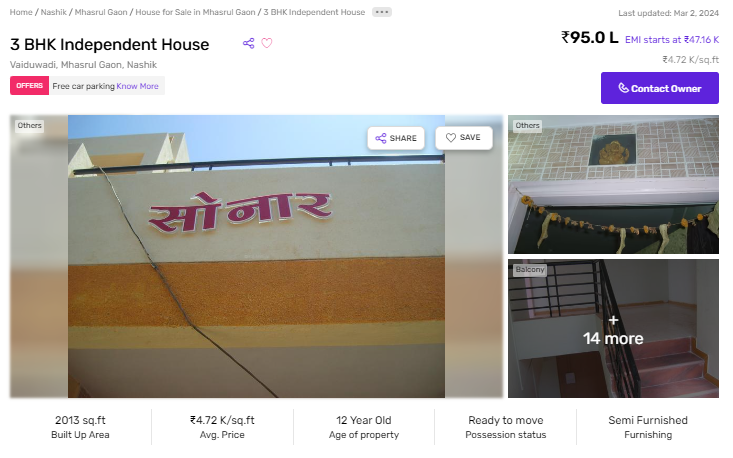 Home / Nashik / Mhasrul Gaon / House for Sale in Mhasrul Gaon / 3 BHK Independent House
Last updated: Mar 2, 2024
3 BHK Independent House
₹95.0 L EMI starts at ₹47.16 K
Vaiduwadi, Mhasrul Gaon, Nashik
₹4.72 K/sq.ft
OFFERS Free car parking Know More
Contact Owner
Others
SHARE
SAVE
Others
सोनार
Balcony
+
14 more
2013 sq.ft
Built Up Area
₹4.72 K/sq.ft
Avg. Price
12 Year Old
Age of property
Ready to move
Possession status
Semi Furnished
Furnishing